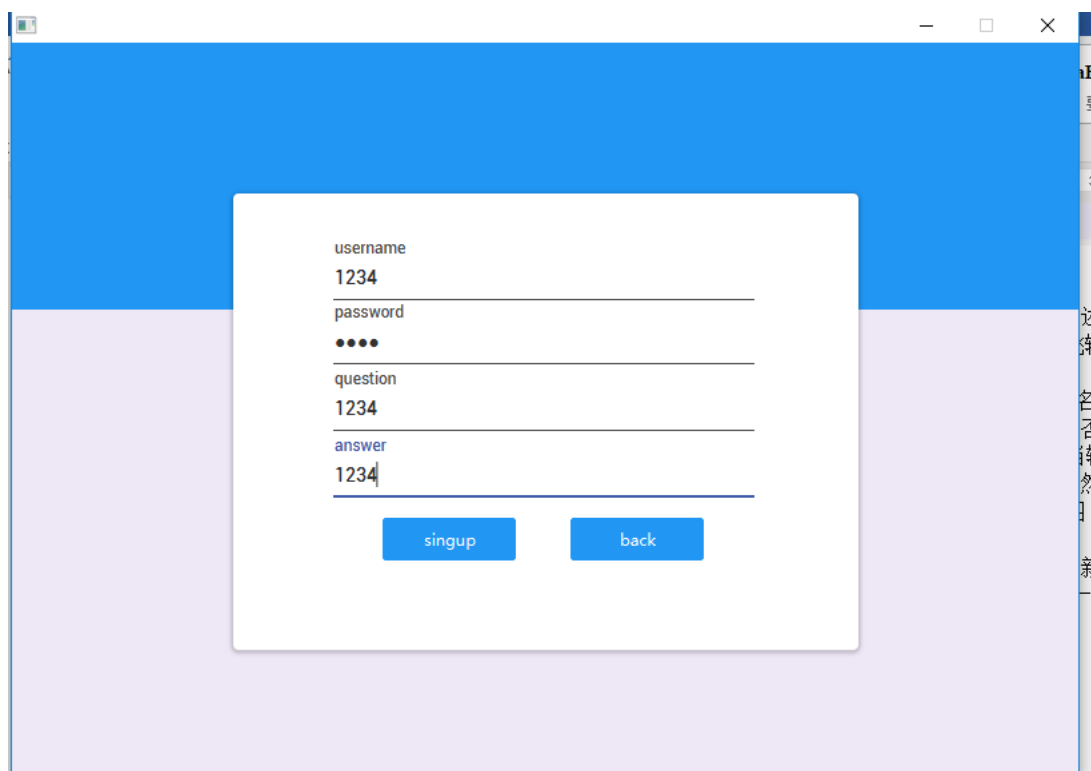 username
1234
password
••••
question
1234
answer
1234
singup
back